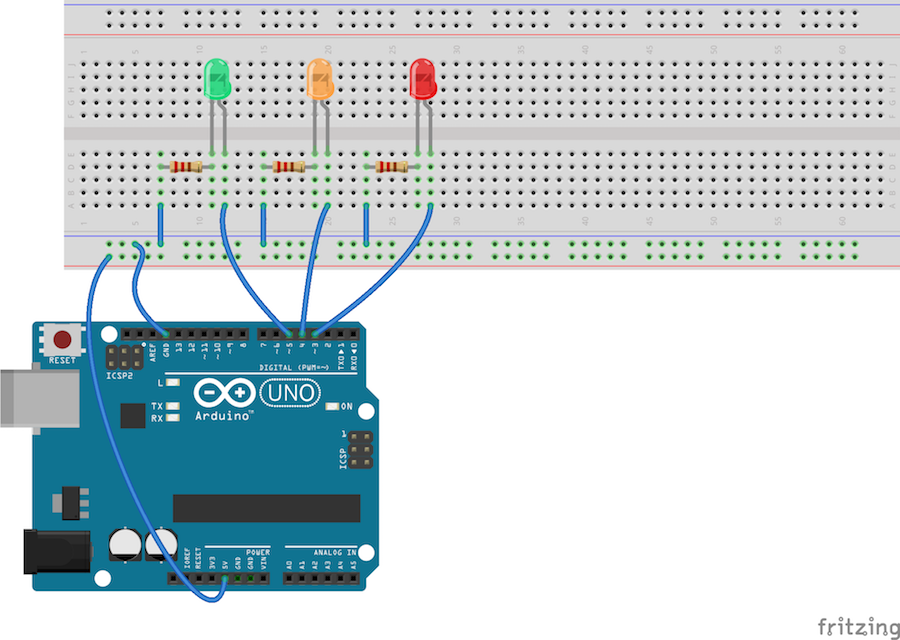 1 5 10 15 20 25 30 35 40 45 50 55 60
J J
I I
H H
G G
F F
E E
D D
C C
B B
A A
1 5 10 15 20 25 30 35 40 45 50 55 60
RESET
ICSP2
AREF GND 13 12 ~11 ~10 ~9 8 7 ~6 ~5 4 ~3 2 TX0▶1 RX0◀0
DIGITAL (PWM=~)
L
TX
RX
Arduino™
UNO
ON
1
ICSP
IOREF RESET 3V3 5V GND GND VIN
POWER
ANALOG IN
A0 A1 A2 A3 A4 A5
fritzing